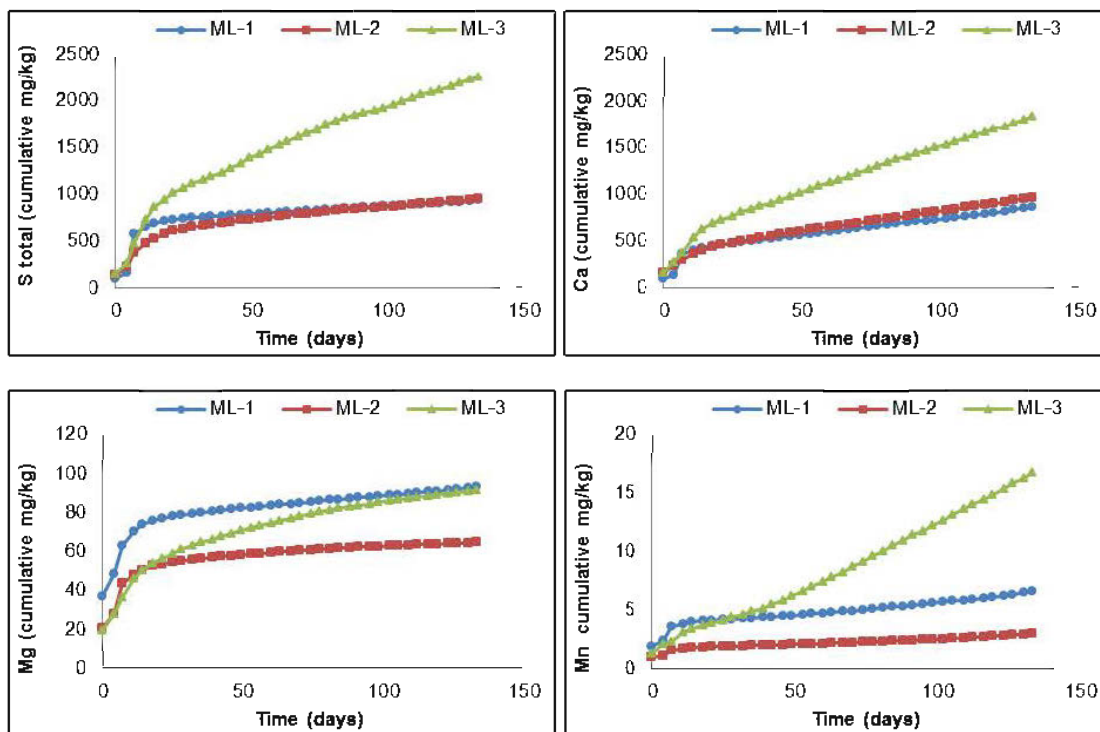 ML-1 ML-2 ML-3
S total (cumulative mg/kg)
2500
2000
1500
1000
500
0
0 50 100 150
Time (days)
ML-1 ML-2 ML-3
Ca (cumulative mg/kg)
2500
2000
1500
1000
500
0
0 50 100 150
Time (days)
ML-1 ML-2 ML-3
Mg (cumulative mg/kg)
120
100
80
60
40
20
0
0 50 100 150
Time (days)
ML-1 ML-2 ML-3
Mn cumulative mg/kg)
20
15
10
5
0
0 50 100 150
Time (days)